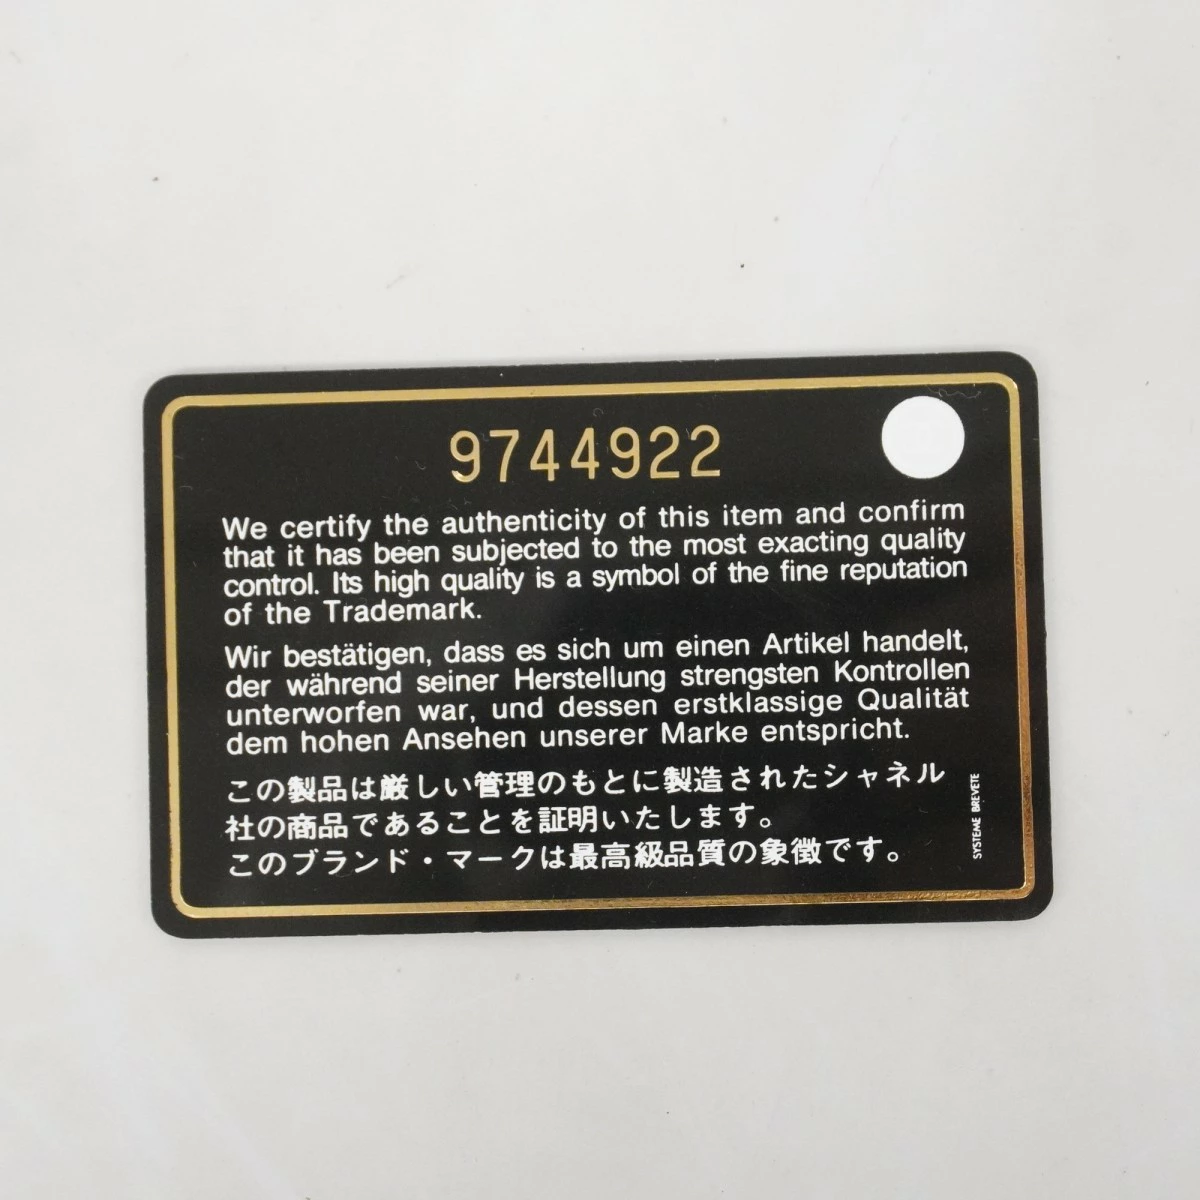 9744922
We certify the authenticity of this item and confirm
that it has been subjected to the most exacting quality
control. Its high quality is a symbol of the fine reputation
of the Trademark.
Wir bestätigen, dass es sich um einen Artikel handelt,
der während seiner Herstellung strengsten Kontrollen
unterworfen war, und dessen erstklassige Qualität
dem hohen Ansehen unserer Marke entspricht.
この製品は厳しい管理のもとに製造されたシャネル
社の商品であることを証明いたします。
このブランド・マークは最高級品質の象徴です。
SYSTEME BREVETE